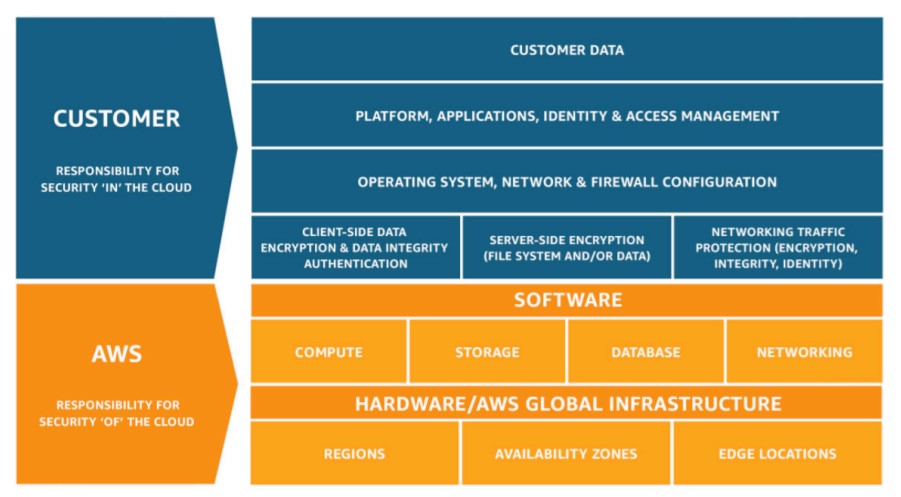 CUSTOMER
RESPONSIBILITY FOR
SECURITY ‘IN’ THE CLOUD
CUSTOMER DATA
PLATFORM, APPLICATIONS, IDENTITY & ACCESS MANAGEMENT
OPERATING SYSTEM, NETWORK & FIREWALL CONFIGURATION
CLIENT-SIDE DATA
ENCRYPTION & DATA INTEGRITY
AUTHENTICATION
SERVER-SIDE ENCRYPTION
(FILE SYSTEM AND/OR DATA)
NETWORKING TRAFFIC
PROTECTION (ENCRYPTION,
INTEGRITY, IDENTITY)
AWS
RESPONSIBILITY FOR
SECURITY ‘OF’ THE CLOUD
SOFTWARE
COMPUTE
STORAGE
DATABASE
NETWORKING
HARDWARE/AWS GLOBAL INFRASTRUCTURE
REGIONS
AVAILABILITY ZONES
EDGE LOCATIONS